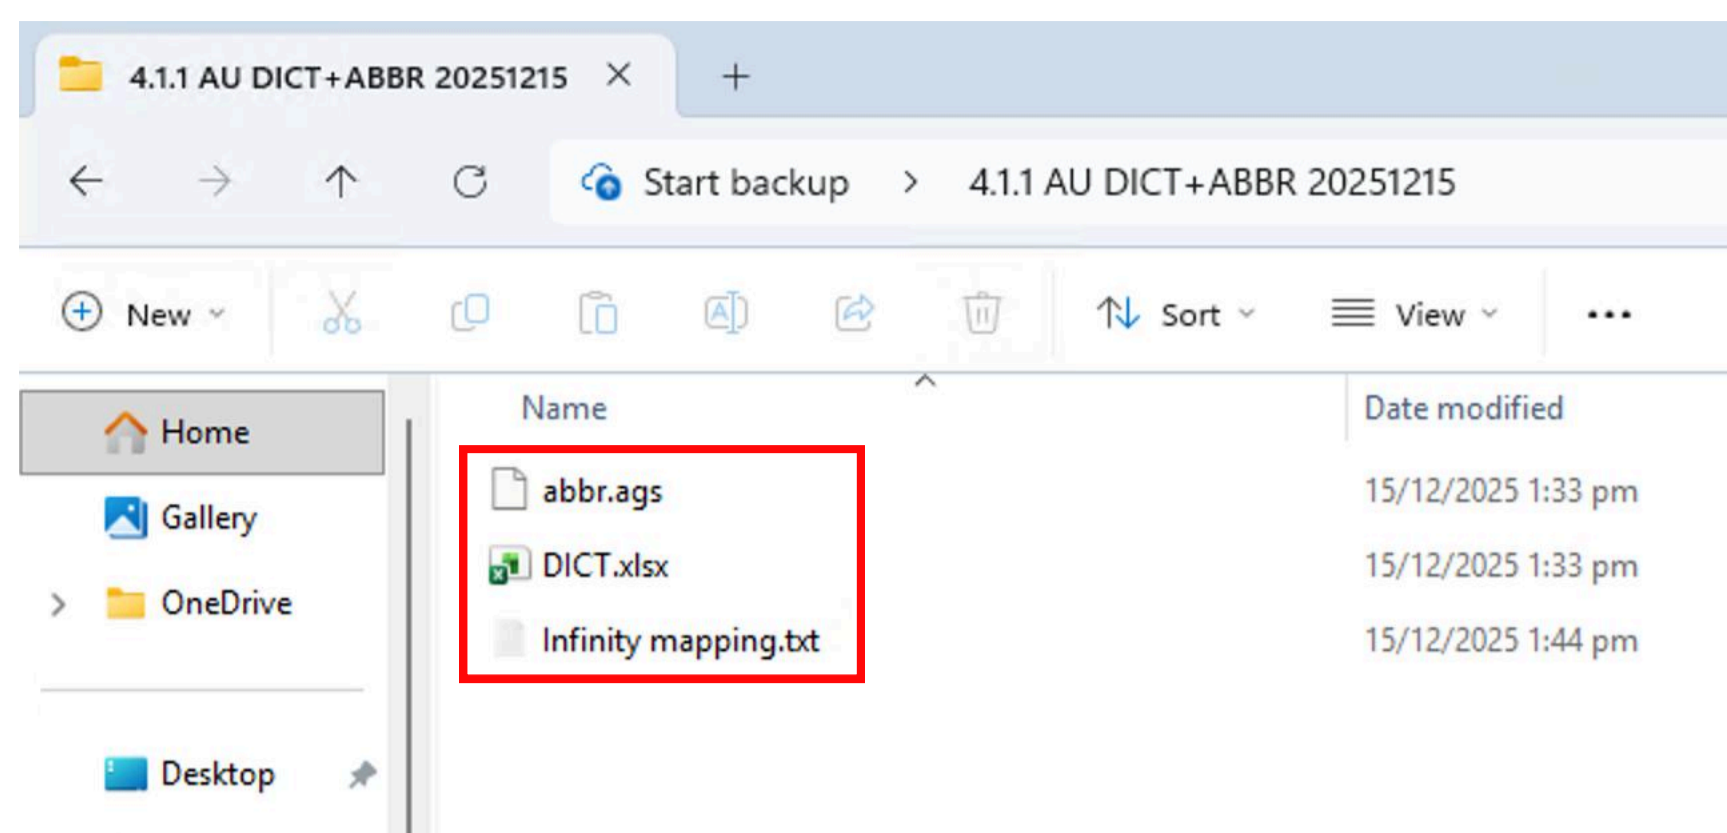 4.1.1 AU DICT+ABBR 20251215
Start backup > 4.1.1 AU DICT+ABBR 20251215
New Sort View
Name Date modified
Home
Gallery
OneDrive
Desktop
abbr.ags 15/12/2025 1:33 pm
DICT.xlsx 15/12/2025 1:33 pm
Infinity mapping.txt 15/12/2025 1:44 pm